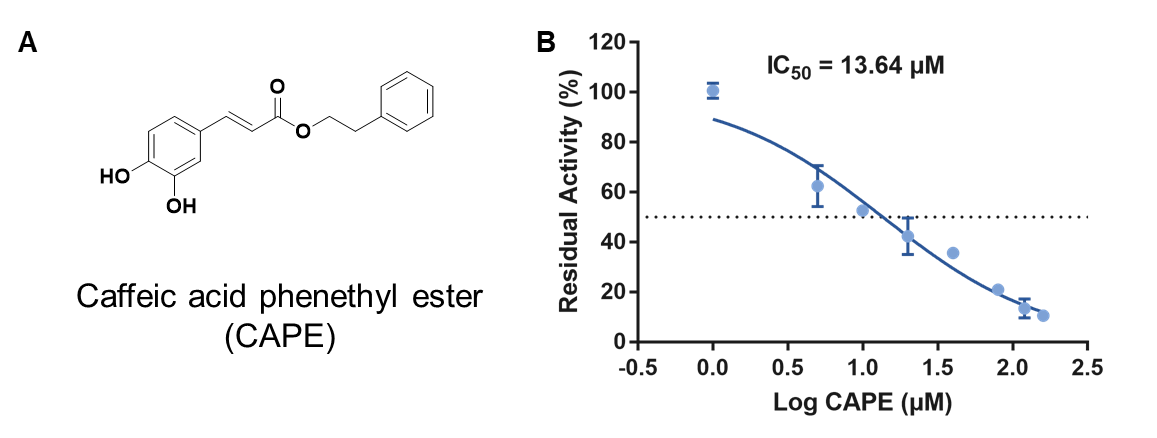 A
O
O
HO
OH
Caffeic acid phenethyl ester
(CAPE)
B
IC50 = 13.64 µM
Residual Activity (%)
120
100
80
60
40
20
0
-0.5 0.0 0.5 1.0 1.5 2.0 2.5
Log CAPE (µM)